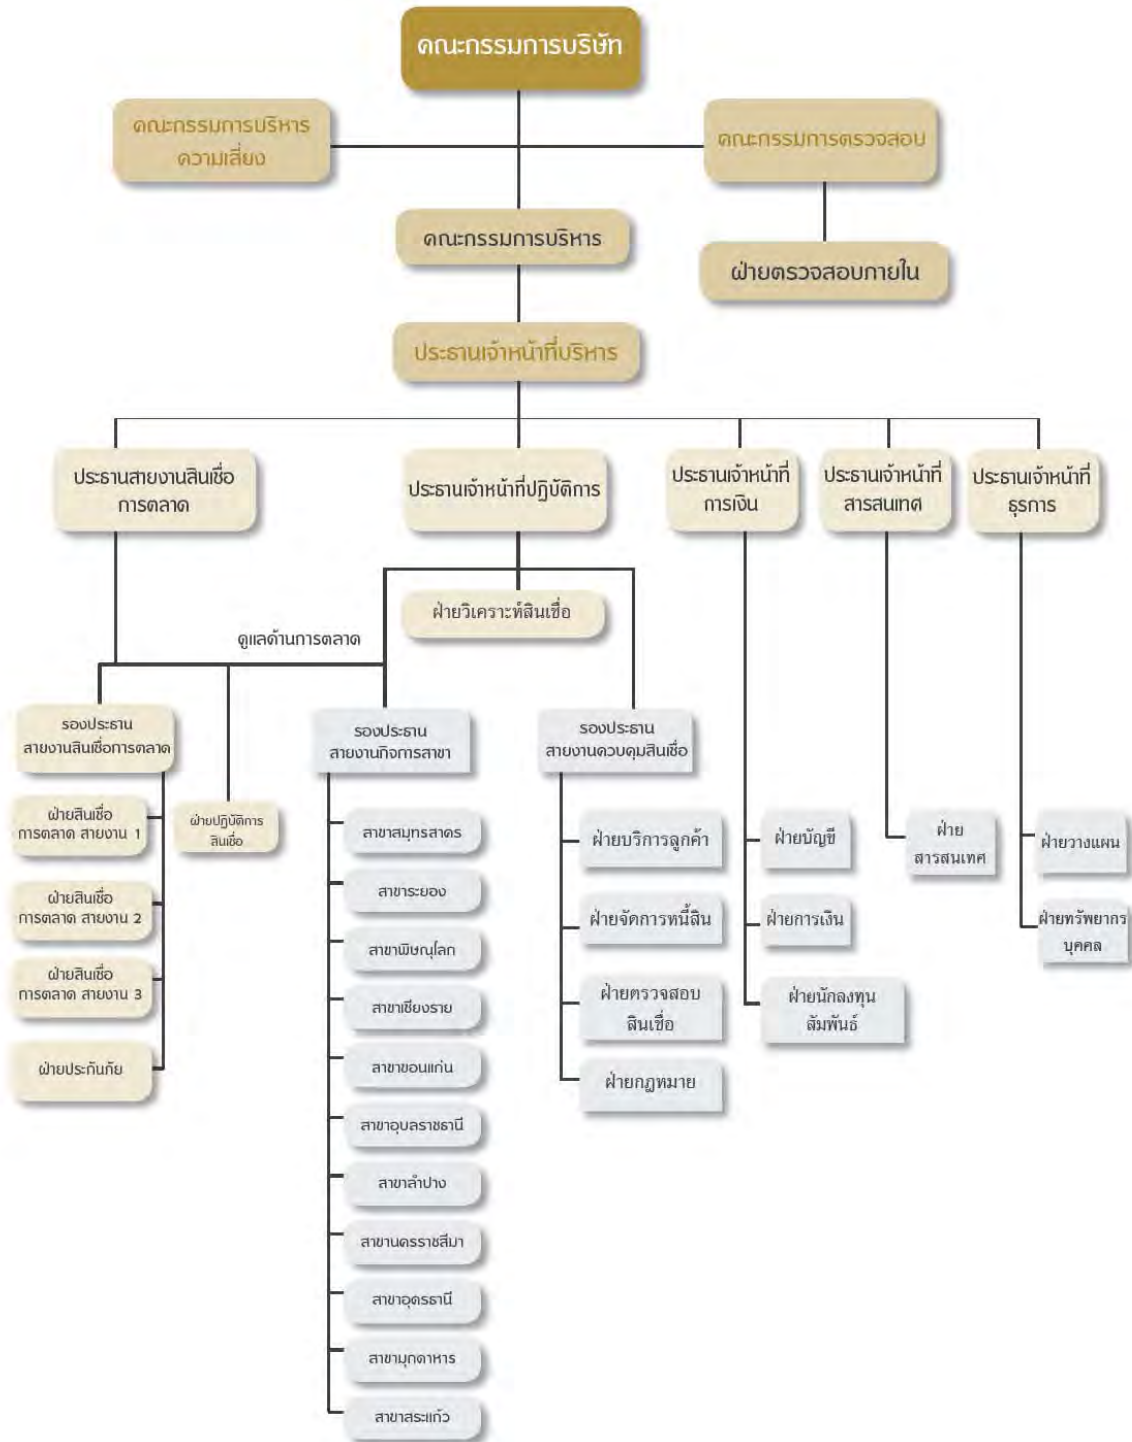 คณะกรรมการบริษัท
คณะกรรมการบริหาร
ความเสี่ยง
คณะกรรมการตรวจสอบ
คณะกรรมการบริหาร
ฝ่ายตรวจสอบภายใน
ประธานเจ้าหน้าที่บริหาร
ประธานสายงานสินเชื่อ
การตลาด
ประธานเจ้าหน้าที่ปฏิบัติการ
ประธานเจ้าหน้าที่
การเงิน
ประธานเจ้าหน้าที่
สารสนเทศ
ประธานเจ้าหน้าที่
ธุรการ
ฝ่ายวิเคราะห์สินเชื่อ
ดูแลด้านการตลาด
รองประธาน
สายงานสินเชื่อการตลาด
รองประธาน
สายงานกิจการสาขา
รองประธาน
สายงานควบคุมสินเชื่อ
ฝ่ายสินเชื่อ
การตลาด สายงาน 1
ฝ่ายสินเชื่อ
การตลาด สายงาน 2
ฝ่ายสินเชื่อ
การตลาด สายงาน 3
ฝ่ายประกันภัย
ฝ่ายปฏิบัติการ
สินเชื่อ
สาขาสมุทรสาคร
สาขาระยอง
สาขาพิษณุโลก
สาขาเชียงราย
สาขาขอนแก่น
สาขาอุบลราชธานี
สาขาลำปาง
สาขานครราชสีมา
สาขาอุดรธานี
สาขามุกดาหาร
สาขาสระแก้ว
ฝ่ายบริการลูกค้า
ฝ่ายจัดการหนี้สิน
ฝ่ายตรวจสอบ
สินเชื่อ
ฝ่ายกฎหมาย
ฝ่ายบัญชี
ฝ่ายการเงิน
ฝ่ายนักลงทุน
สัมพันธ์
ฝ่าย
สารสนเทศ
ฝ่ายวางแผน
ฝ่ายทรัพยากร
บุคคล